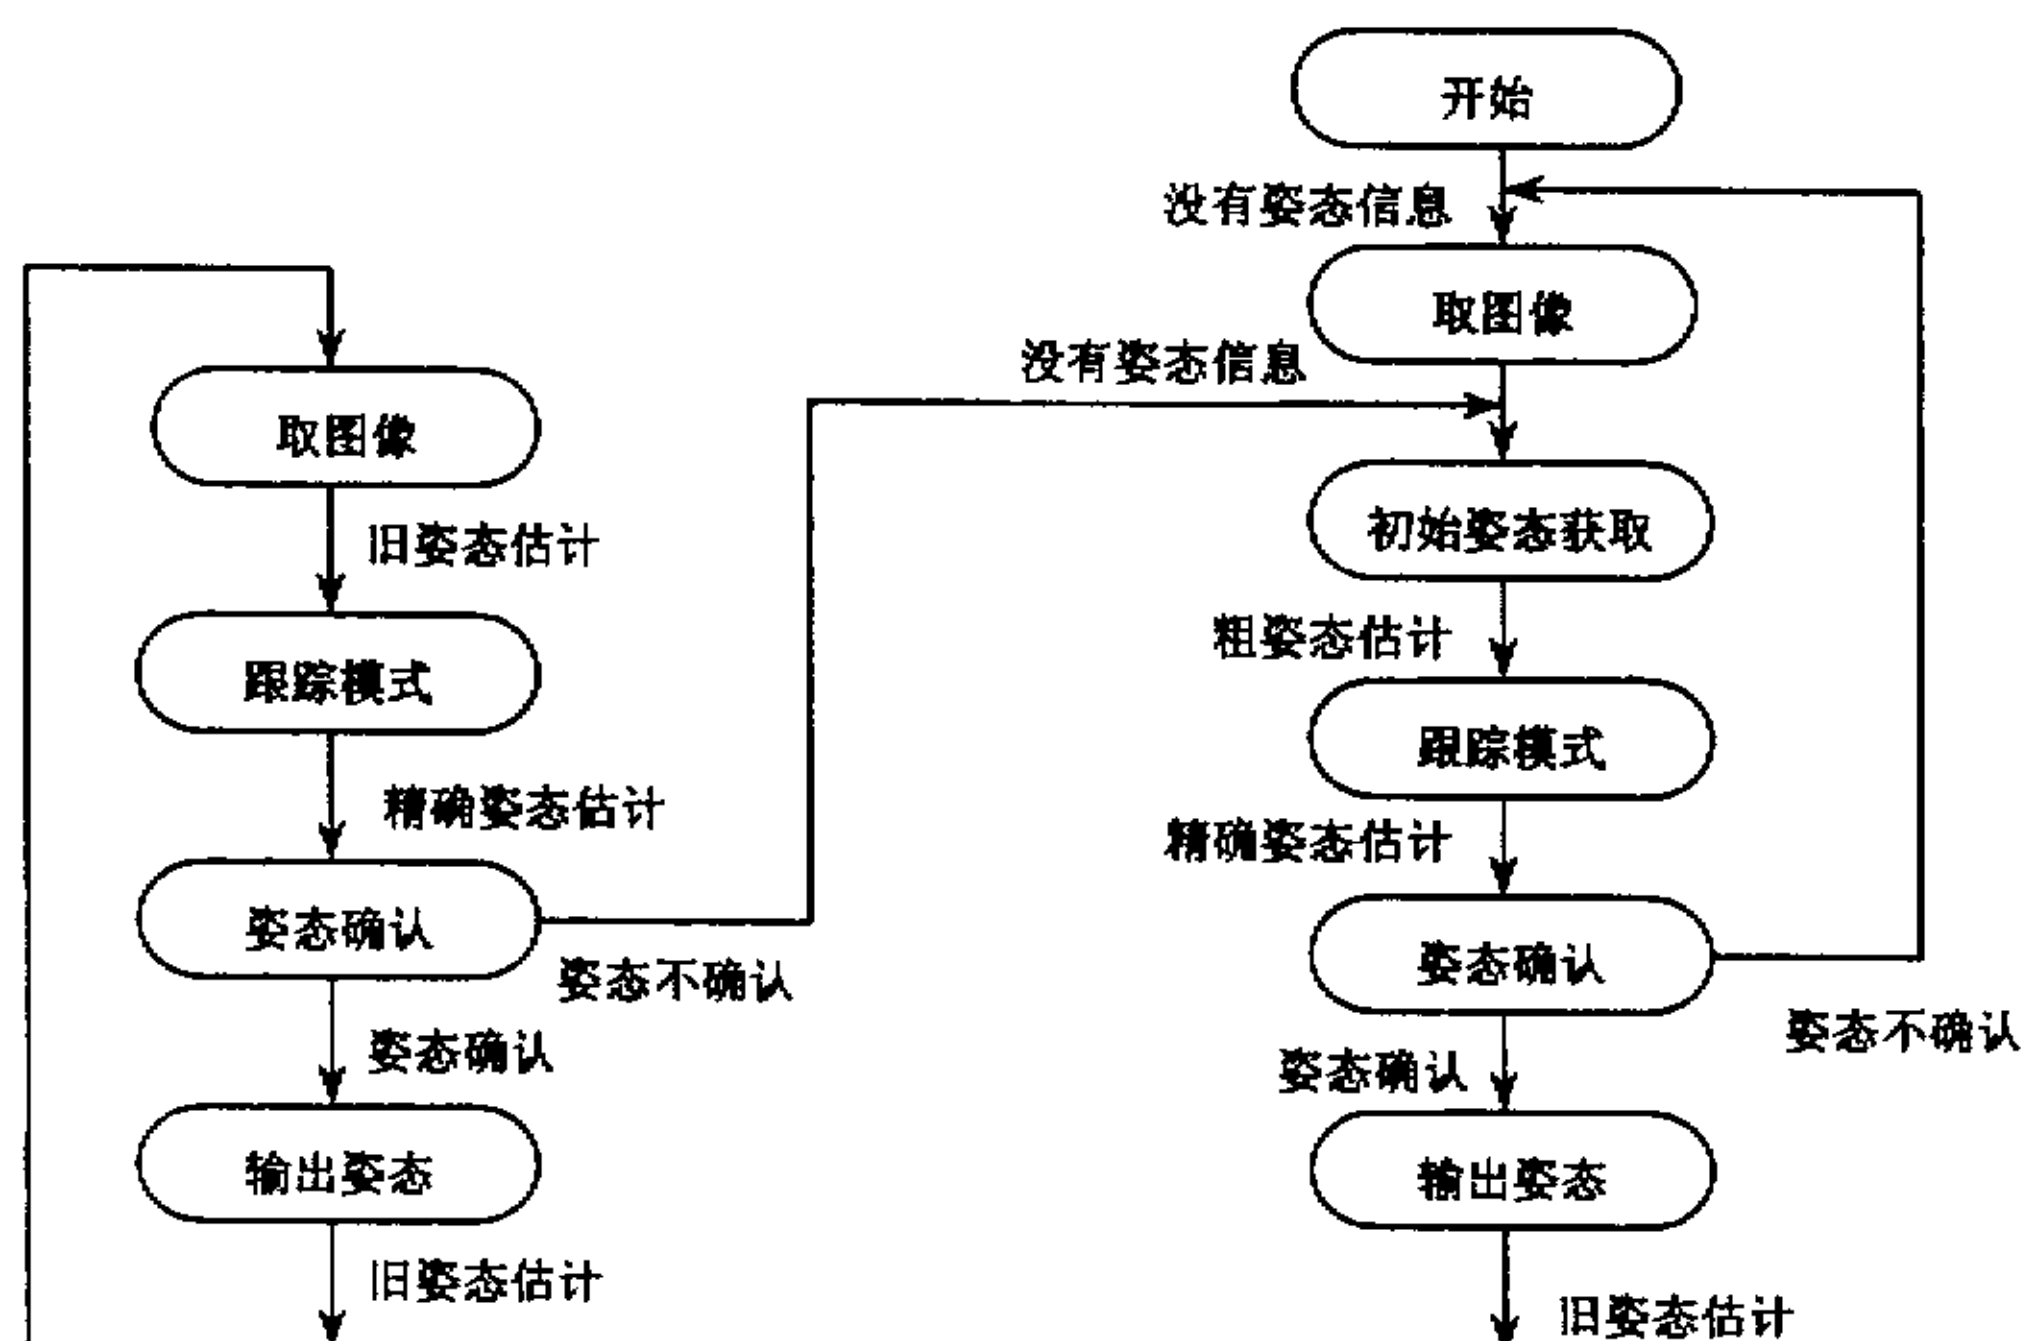 开始
没有姿态信息
取图像
没有姿态信息
取图像
旧姿态估计
初始姿态获取
粗姿态估计
跟踪模式
跟踪模式
精确姿态估计
精确姿态估计
姿态确认
姿态确认
姿态不确认
姿态不确认
姿态确认
姿态确认
输出姿态
输出姿态
旧姿态估计
旧姿态估计